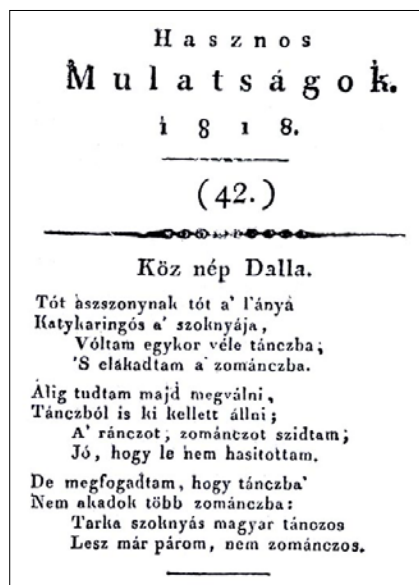 Hasznos
Mulatságok.
1818.
(42.)
Köz nép Dalla.
Tót aszszonynak tót a' l'ánya
Katykaringós a' szoknyája,
Vóltam egykor véle tánczba;
'S elakadtam a' zománczba.
Alig tudtam majd megválni,
Tánczból is ki kellett állni;
A' ránczot, zománczot szidtam;
Jó, hogy le nem hasitottam.
De megfogadtam, hogy tánczba'
Nem akadok több zománczba:
Tarka szoknyás magyar tánczos
Lesz már párom, nem zománczos.